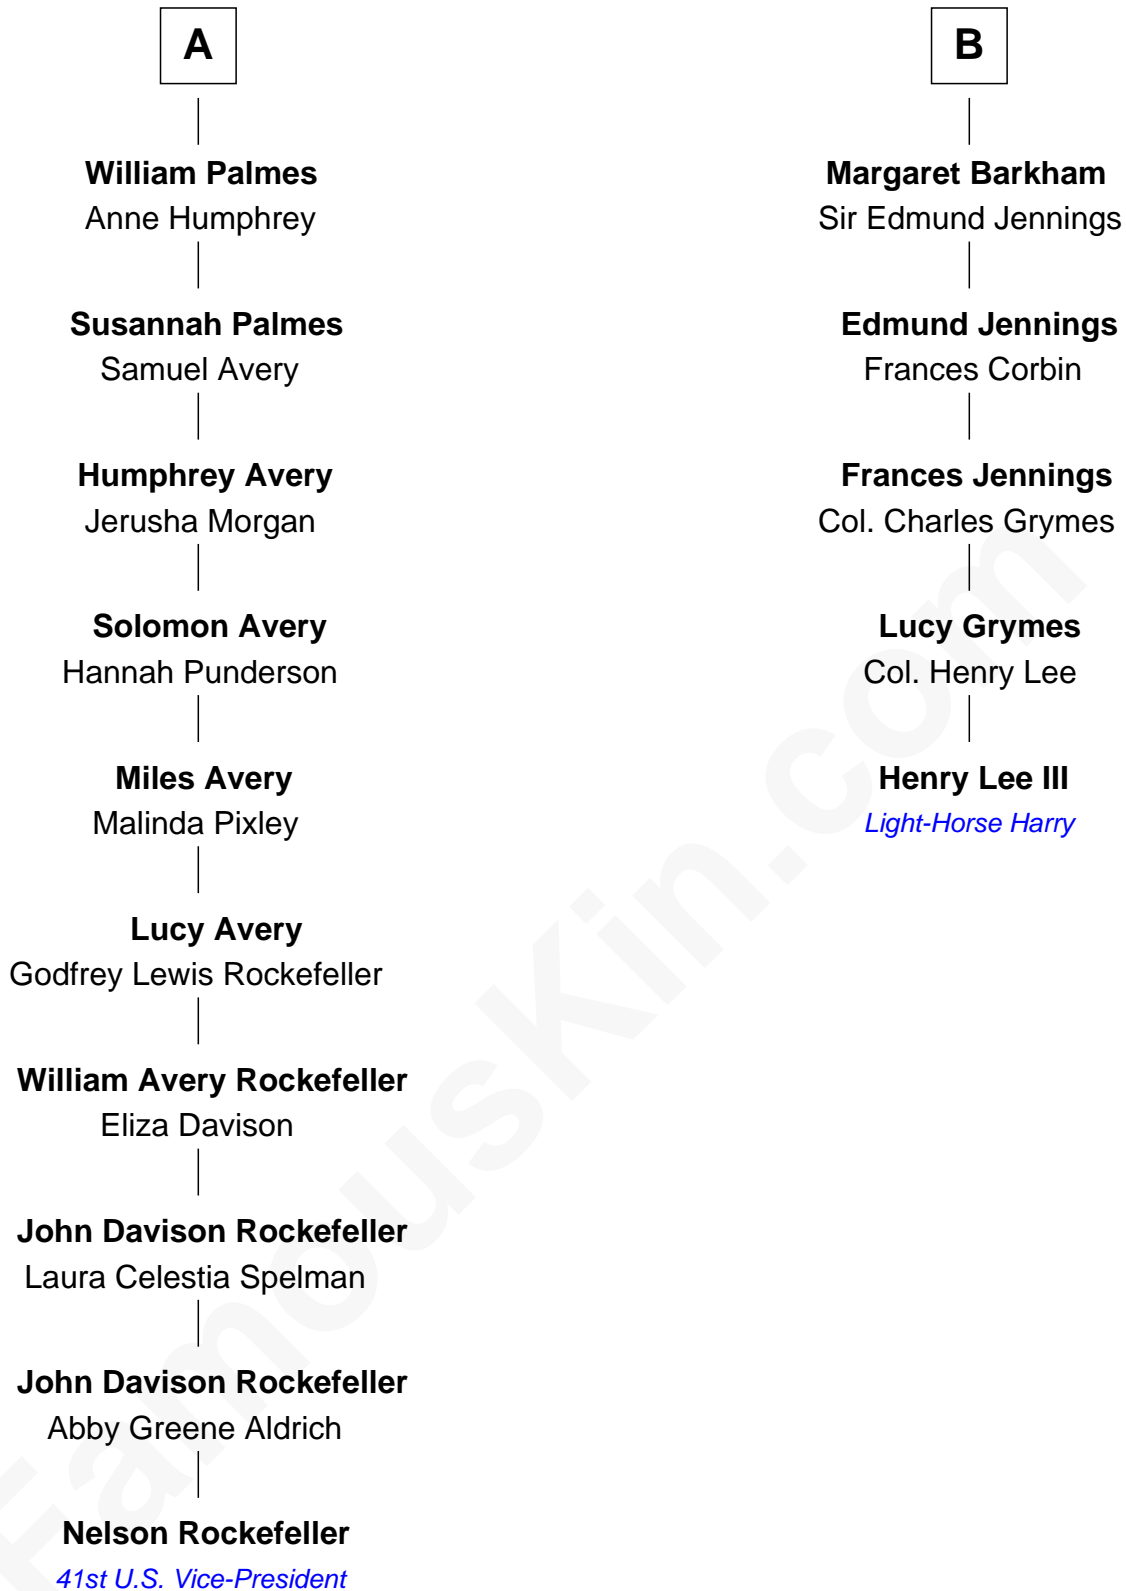 A
William Palmes
Anne Humphrey
Susannah Palmes
Samuel Avery
Humphrey Avery
Jerusha Morgan
Solomon Avery
Hannah Punderson
Miles Avery
Malinda Pixley
Lucy Avery
Godfrey Lewis Rockefeller
William Avery Rockefeller
Eliza Davison
John Davison Rockefeller
Laura Celestia Spelman
John Davison Rockefeller
Abby Greene Aldrich
Nelson Rockefeller
41st U.S. Vice-President
B
Margaret Barkham
Sir Edmund Jennings
Edmund Jennings
Frances Corbin
Frances Jennings
Col. Charles Grymes
Lucy Grymes
Col. Henry Lee
Henry Lee III
Light-Horse Harry
FamousKin.com